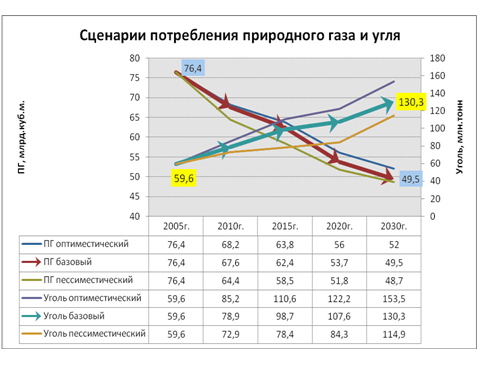 Сценарии потребления природного газа и угля
ПГ, млрд.куб.м.
Уголь, млн.тонн
80
75
70
65
60
55
50
45
40
180
160
140
120
100
80
60
40
20
0
76,4
59,6
130,3
49,5
2005г. 2010г. 2015г. 2020г. 2030г.
ПГ оптиместический 76,4 68,2 63,8 56 52
ПГ базовый 76,4 67,6 62,4 53,7 49,5
ПГ пессиместический 76,4 64,4 58,5 51,8 48,7
Уголь оптиместический 59,6 85,2 110,6 122,2 153,5
Уголь базовый 59,6 78,9 98,7 107,6 130,3
Уголь пессиместический 59,6 72,9 78,4 84,3 114,9